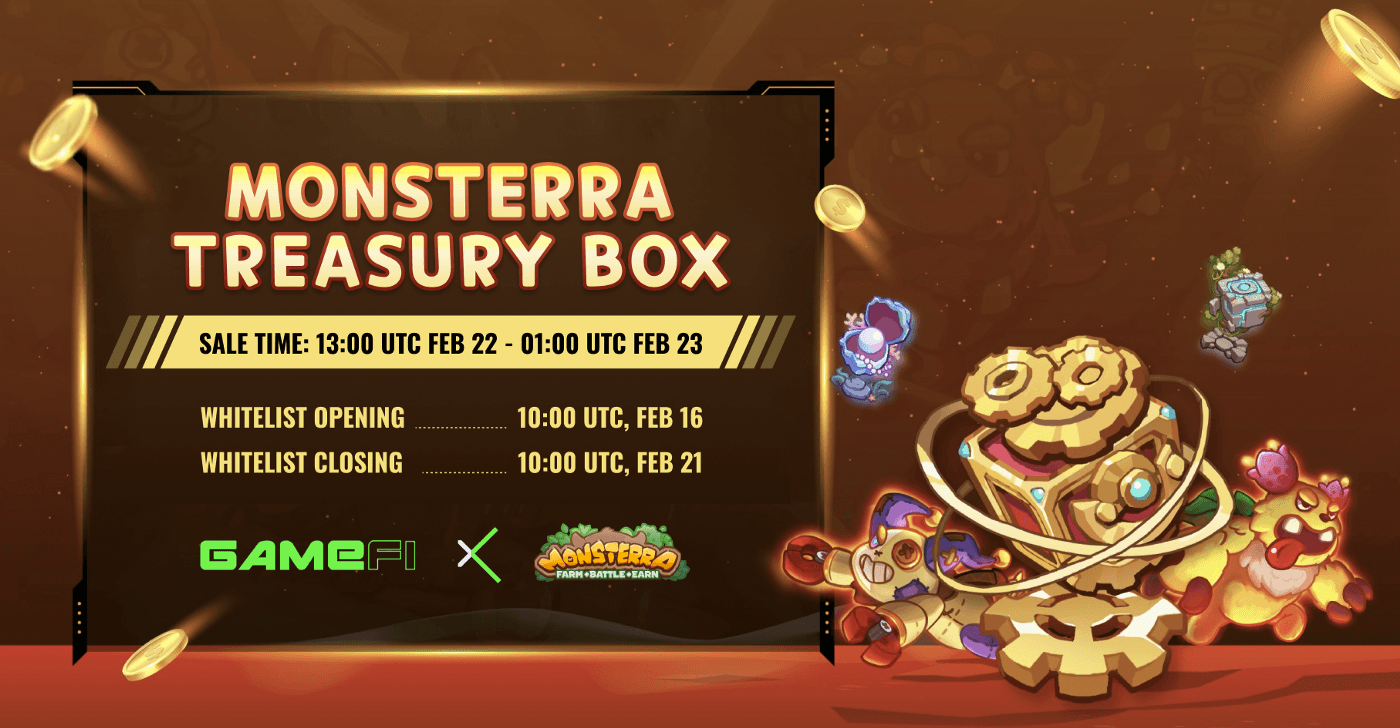 MONSTERRA
TREASURY BOX
SALE TIME: 13:00 UTC FEB 22 - 01:00 UTC FEB 23
WHITELIST OPENING ........................ 10:00 UTC, FEB 16
WHITELIST CLOSING ...................... 10:00 UTC, FEB 21
GAMEFI
MONSTERRA
FARM+BATTLE+EARN